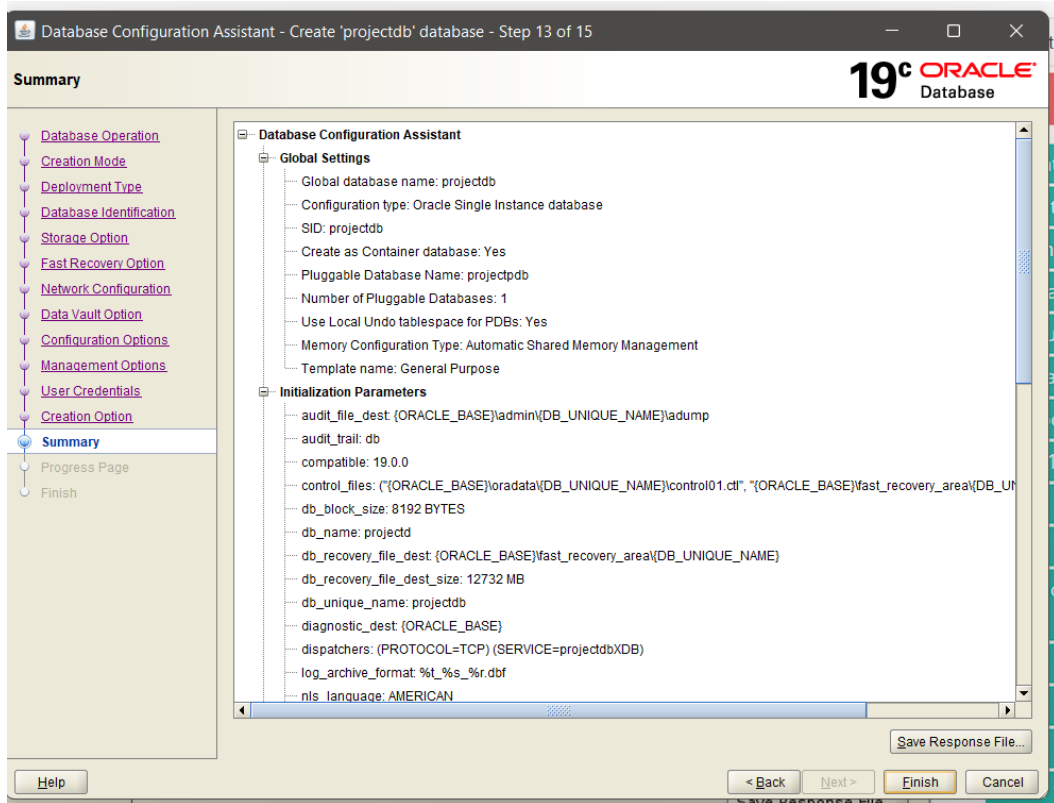 Database Configuration Assistant - Create 'projectdb' database - Step 13 of 15
Summary
19c ORACLE
Database
Database Operation
Creation Mode
Deployment Type
Database Identification
Storage Option
Fast Recovery Option
Network Configuration
Data Vault Option
Configuration Options
Management Options
User Credentials
Creation Option
Summary
Progress Page
Finish
Database Configuration Assistant
Global Settings
Global database name: projectdb
Configuration type: Oracle Single Instance database
SID: projectdb
Create as Container database: Yes
Pluggable Database Name: projectpdb
Number of Pluggable Databases: 1
Use Local Undo tablespace for PDBs: Yes
Memory Configuration Type: Automatic Shared Memory Management
Template name: General Purpose
Initialization Parameters
audit_file_dest: {ORACLE_BASE}\admin\{DB_UNIQUE_NAME}\adump
audit_trail: db
compatible: 19.0.0
control_files: ("{ORACLE_BASE}\oradata\{DB_UNIQUE_NAME}\control01.ctl", "{ORACLE_BASE}\fast_recovery_area\{DB_UN
db_block_size: 8192 BYTES
db_name: projectd
db_recovery_file_dest: {ORACLE_BASE}\fast_recovery_area\{DB_UNIQUE_NAME}
db_recovery_file_dest_size: 12732 MB
db_unique_name: projectdb
diagnostic_dest: {ORACLE_BASE}
dispatchers: (PROTOCOL=TCP) (SERVICE=projectdbXDB)
log_archive_format: %t_%s_%r.dbf
nls_language: AMERICAN
Save Response File...
Help
< Back
Next >
Finish
Cancel
Save Response File